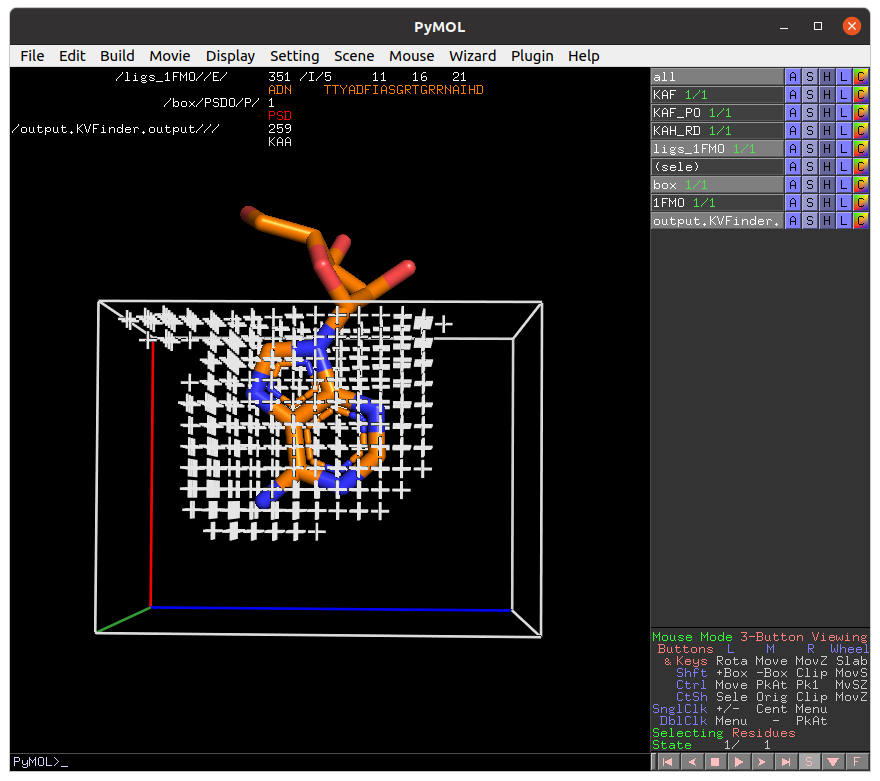 PyMOL
File Edit Build Movie Display Setting Scene Mouse Wizard Plugin Help
/ligs_1FMO//E/ 351 /I/5 11 16 21
ADN TTYADFIASGRTGRRNAIHD
/box/PSDO/P/ 1
PSD
/output.KVFinder.output/// 259
KAA
all A S H L C
KAF 1/1 A S H L C
KAF_PO 1/1 A S H L C
KAH_RD 1/1 A S H L C
ligs_1FMO 1/1 A S H L C
(sele) A S H L C
box 1/1 A S H L C
1FMO 1/1 A S H L C
output.KVFinder. A S H L C
Mouse Mode 3-Button Viewing
Buttons L M R Wheel
& Keys Rota Move MovZ Slab
Shft +Box -Box Clip MovS
Ctrl Move PkAt Pk1 MvSZ
CtSh Sele Orig Clip MovZ
SnglClk +/- Cent Menu
DblClk Menu - PkAt
Selecting Residues
State 1/ 1
S F
PyMOL>_